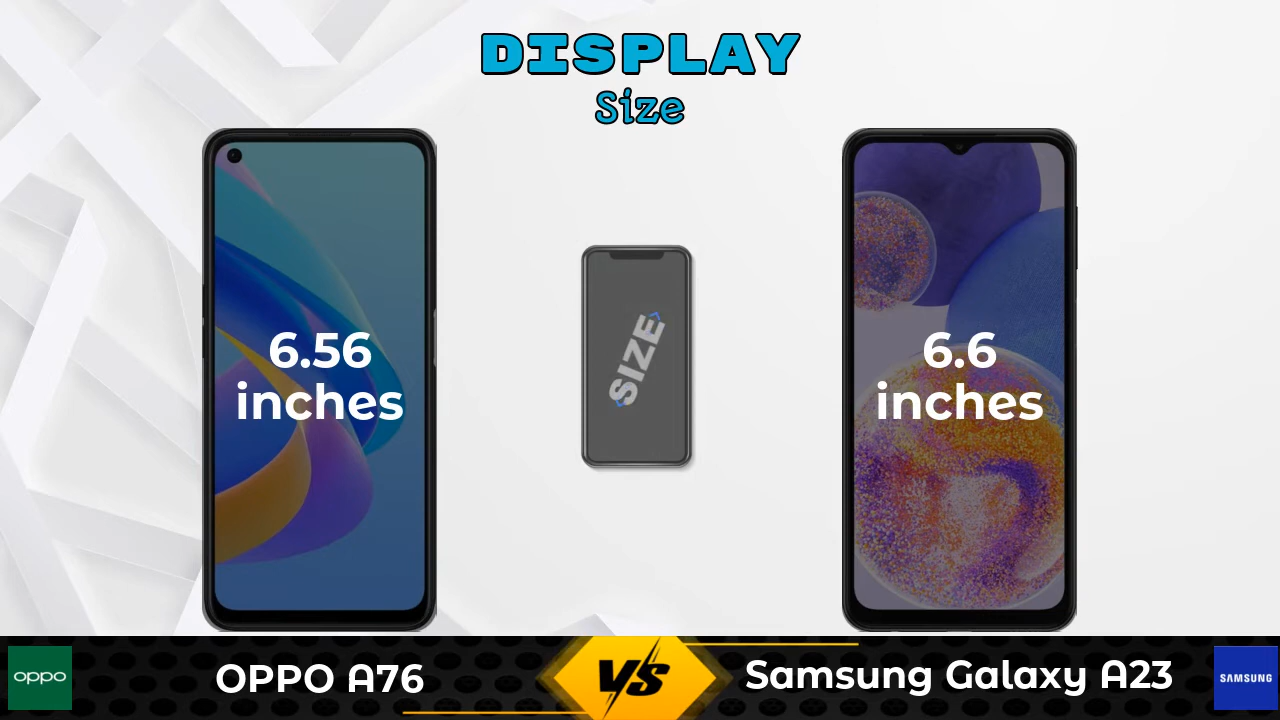 DISPLAY
Size
6.56
inches
SIZE
6.6
inches
oppo
OPPO A76
VS
Samsung Galaxy A23
SAMSUNG